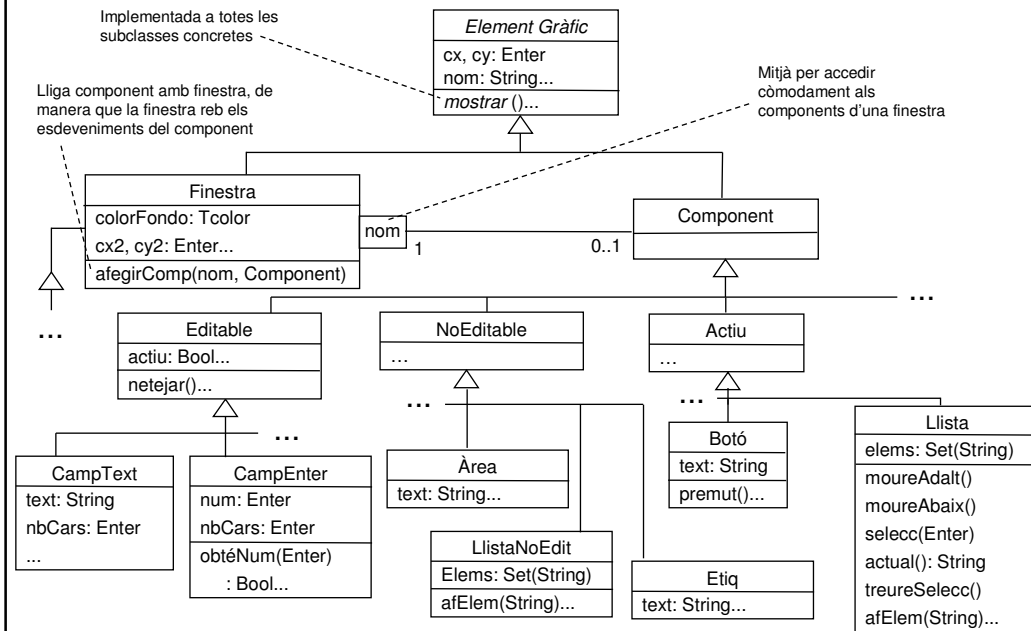 Implementada a totes les
subclasses concretes
Element Gràfic
cx, cy: Enter
nom: String...
mostrar ()...
Lliga component amb finestra, de
manera que la finestra reb els
esdeveniments del component
Mitjà per accedir
còmodament als
components d'una finestra
Finestra
colorFondo: Tcolor
cx2, cy2: Enter...
afegirComp(nom, Component)
nom
1
0..1
Component
...
...
Editable
actiu: Bool...
netejar()...
NoEditable
...
Actiu
...
...
...
...
CampText
text: String
nbCars: Enter
...
CampEnter
num: Enter
nbCars: Enter
obtéNum(Enter)
: Bool...
Àrea
text: String...
LlistaNoEdit
Elems: Set(String)
afElem(String)...
Etiq
text: String...
Botó
text: String
premut()...
Llista
elems: Set(String)
moureAdalt()
moureAbaix()
selecc(Enter)
actual(): String
treureSelecc()
afElem(String)...